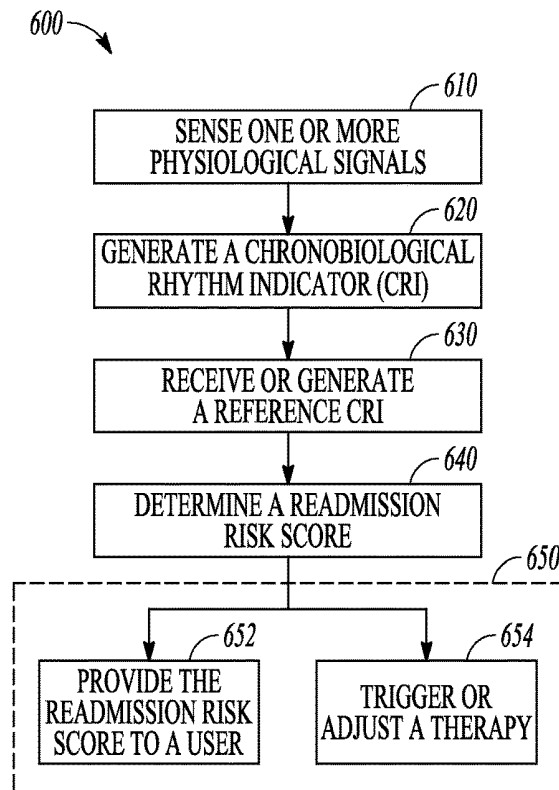 600
610
SENSE ONE OR MORE
PHYSIOLOGICAL SIGNALS
620
GENERATE A CHRONOBIOLOGICAL
RHYTHM INDICATOR (CRI)
630
RECEIVE OR GENERATE
A REFERENCE CRI
640
DETERMINE A READMISSION
RISK SCORE
650
652
PROVIDE THE
READMISSION RISK
SCORE TO A USER
654
TRIGGER OR
ADJUST A THERAPY